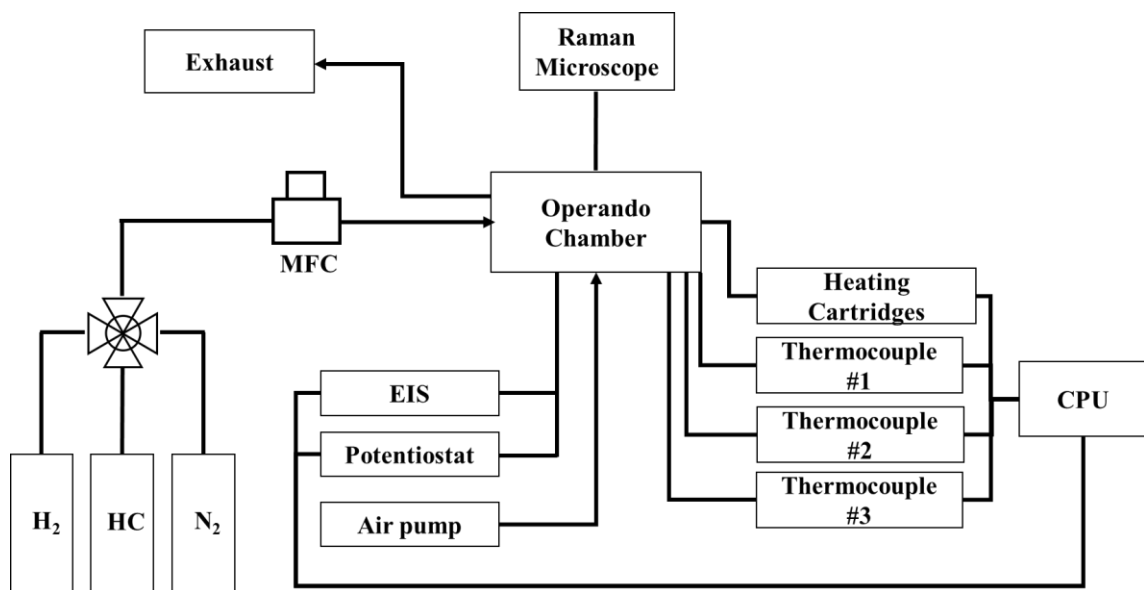 Exhaust
Raman
Microscope
Operando
Chamber
MFC
Heating
Cartridges
Thermocouple
#1
EIS
CPU
Thermocouple
#2
Potentiostat
Thermocouple
#3
H₂
HC
N₂
Air pump